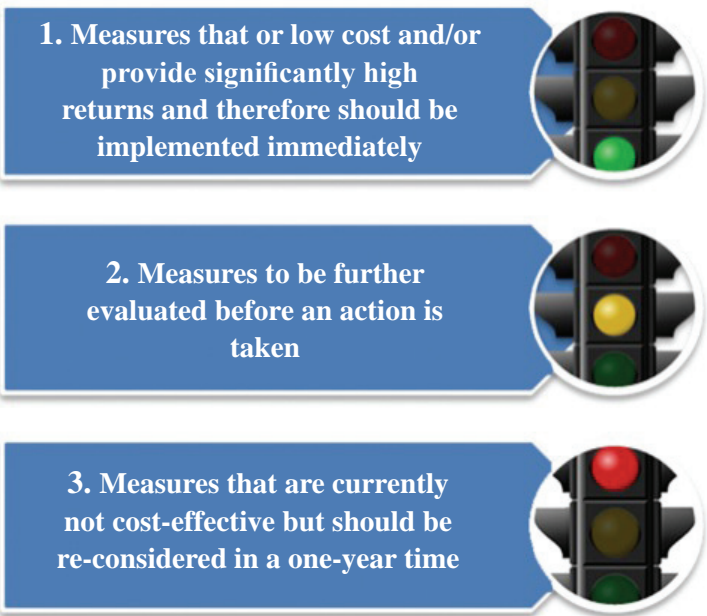 1. Measures that or low cost and/or
provide significantly high
returns and therefore should be
implemented immediately
2. Measures to be further
evaluated before an action is
taken
3. Measures that are currently
not cost-effective but should be
re-considered in a one-year time